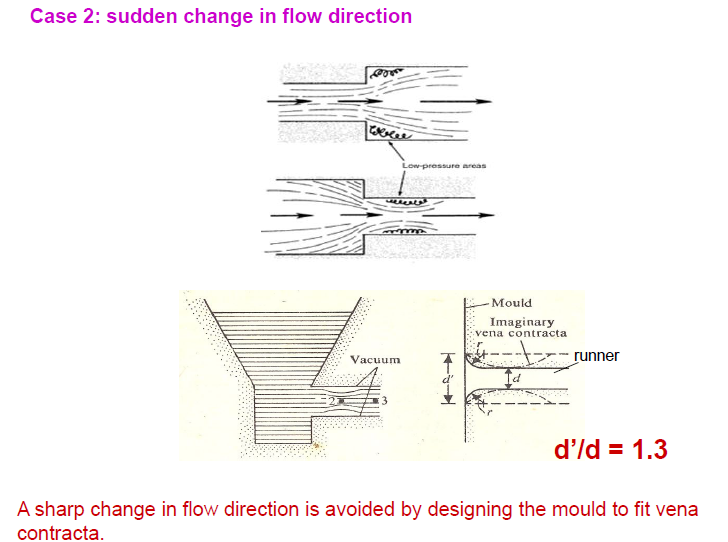 Case 2: sudden change in flow direction
Low-pressure areas
Mould
Imaginary
vena contracta
r
runner
Vacuum
d'
d
2
3
r
d’/d = 1.3
A sharp change in flow direction is avoided by designing the mould to fit vena
contracta.